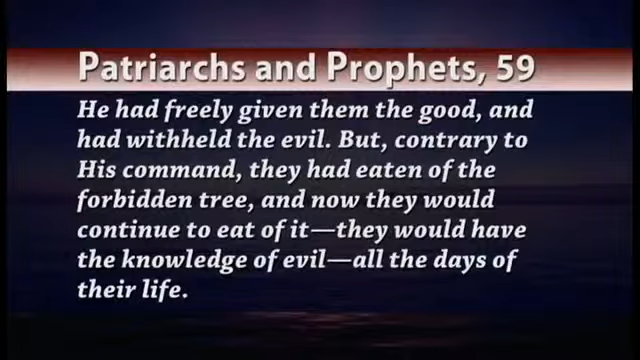 Patriarchs and Prophets, 59
He had freely given them the good, and
had withheld the evil. But, contrary to
His command, they had eaten of the
forbidden tree, and now they would
continue to eat of it—they would have
the knowledge of evil—all the days of
their life.